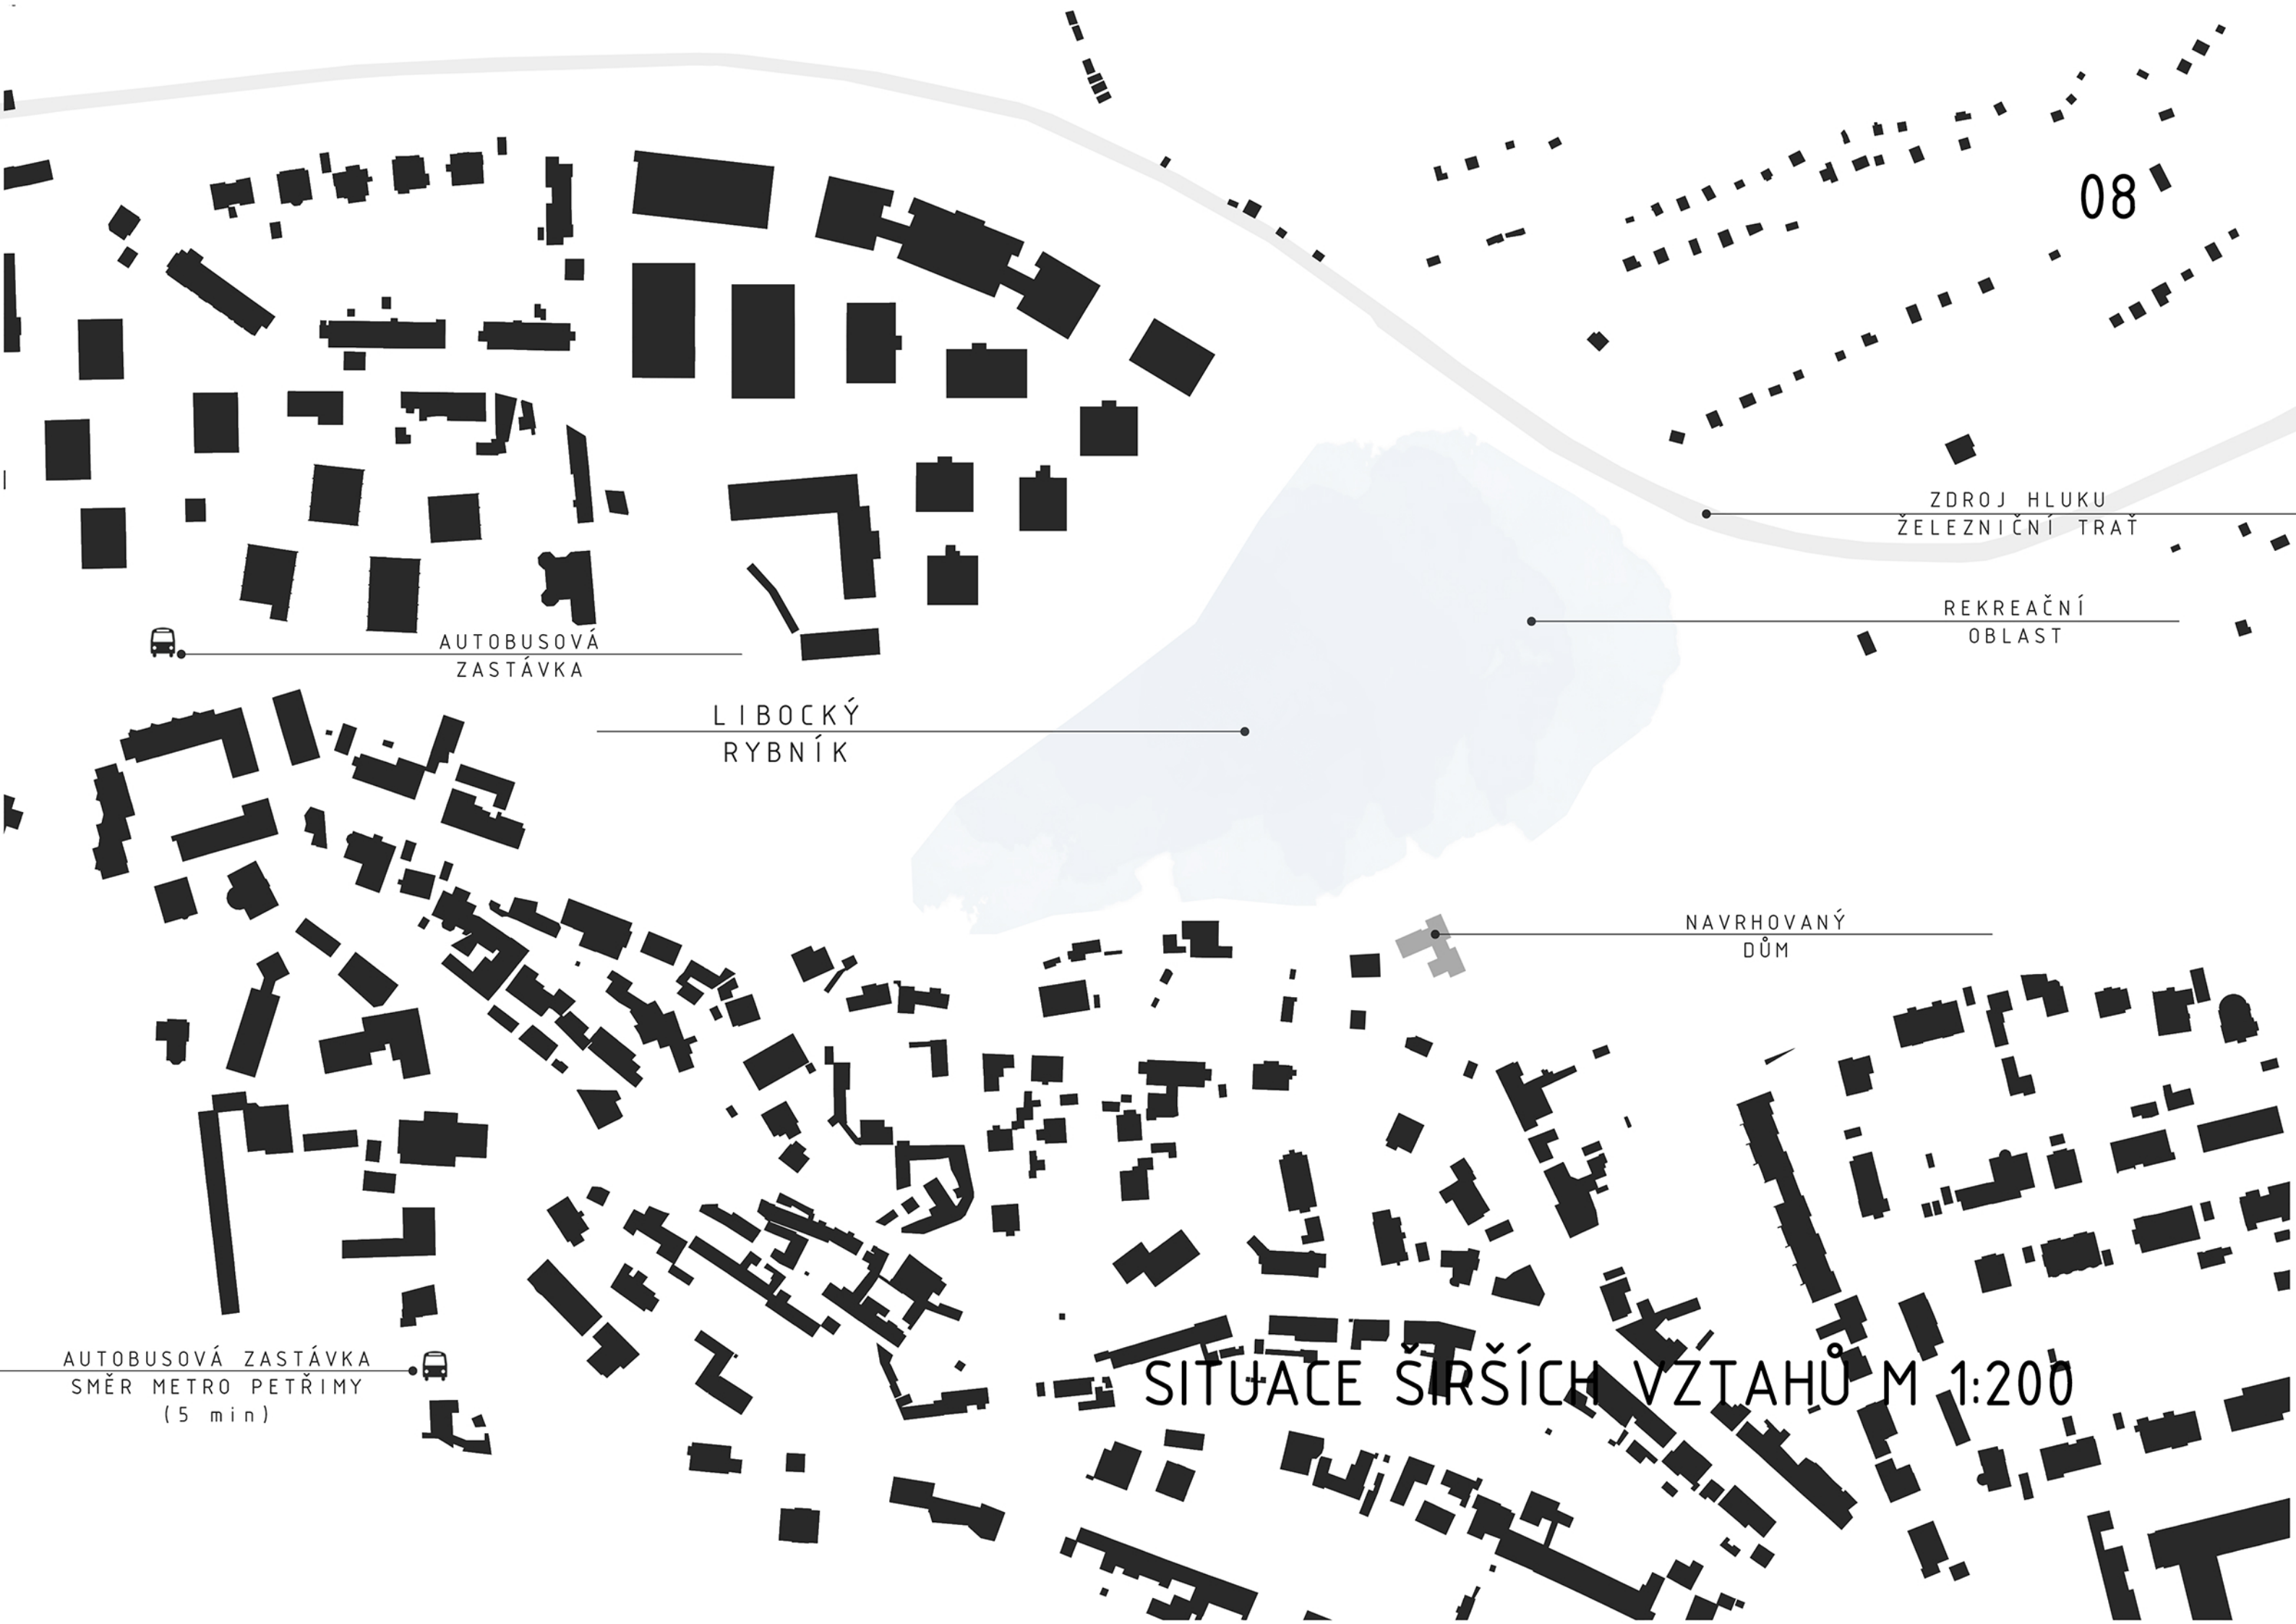 08
ZDROJ HLUKU
ŽELEZNIČNÍ TRAŤ
REKREAČNÍ
OBLAST
AUTOBUSOVÁ
ZASTÁVKA
LIBOCKÝ
RYBNÍK
NAVRHOVANÝ
DŮM
AUTOBUSOVÁ ZASTÁVKA
SMĚR METRO PETŘIMY
(5 min)
SITUACE ŠIRŠÍCH VZTAHŮ M 1:200